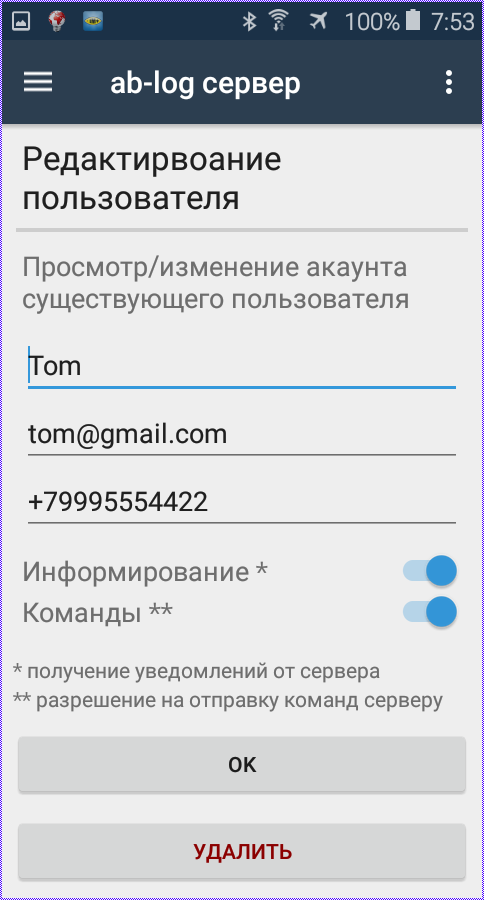 100% 7:53
ab-log сервер
Редактирвоание
пользователя
Просмотр/изменение акаунта
существующего пользователя
Tom
tom@gmail.com
+79995554422
Информирование *
Команды **
* получение уведомлений от сервера
** разрешение на отправку команд серверу
OK
УДАЛИТЬ